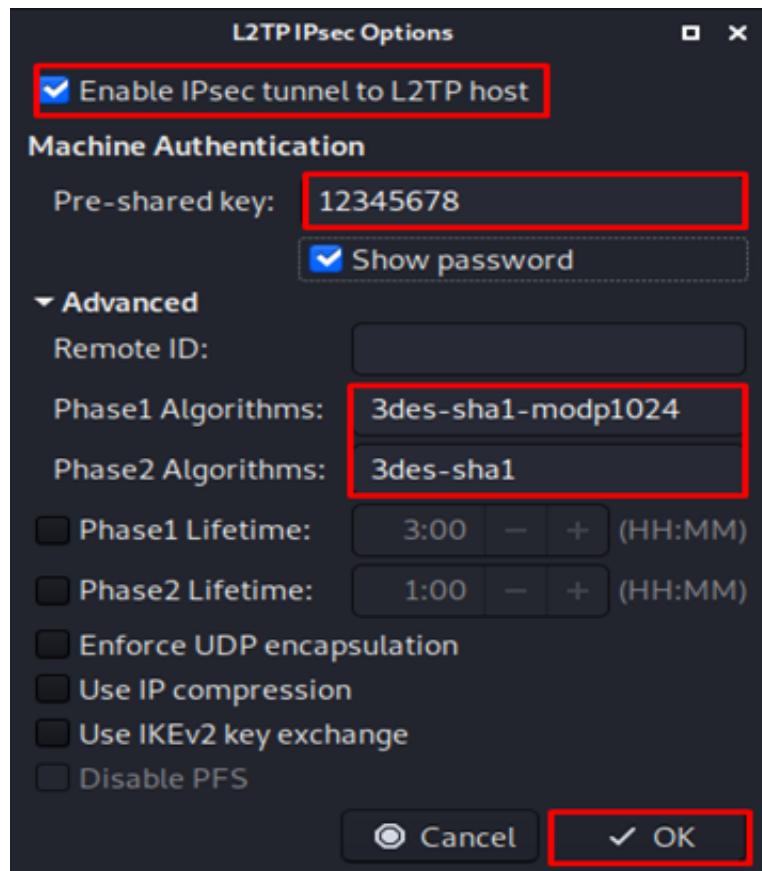 L2TP IPsec Options
Enable IPsec tunnel to L2TP host
Machine Authentication
Pre-shared key: 12345678
Show password
Advanced
Remote ID:
Phase1 Algorithms: 3des-sha1-modp1024
Phase2 Algorithms: 3des-sha1
Phase1 Lifetime: 3:00 − + (HH:MM)
Phase2 Lifetime: 1:00 − + (HH:MM)
Enforce UDP encapsulation
Use IP compression
Use IKEv2 key exchange
Disable PFS
Cancel OK